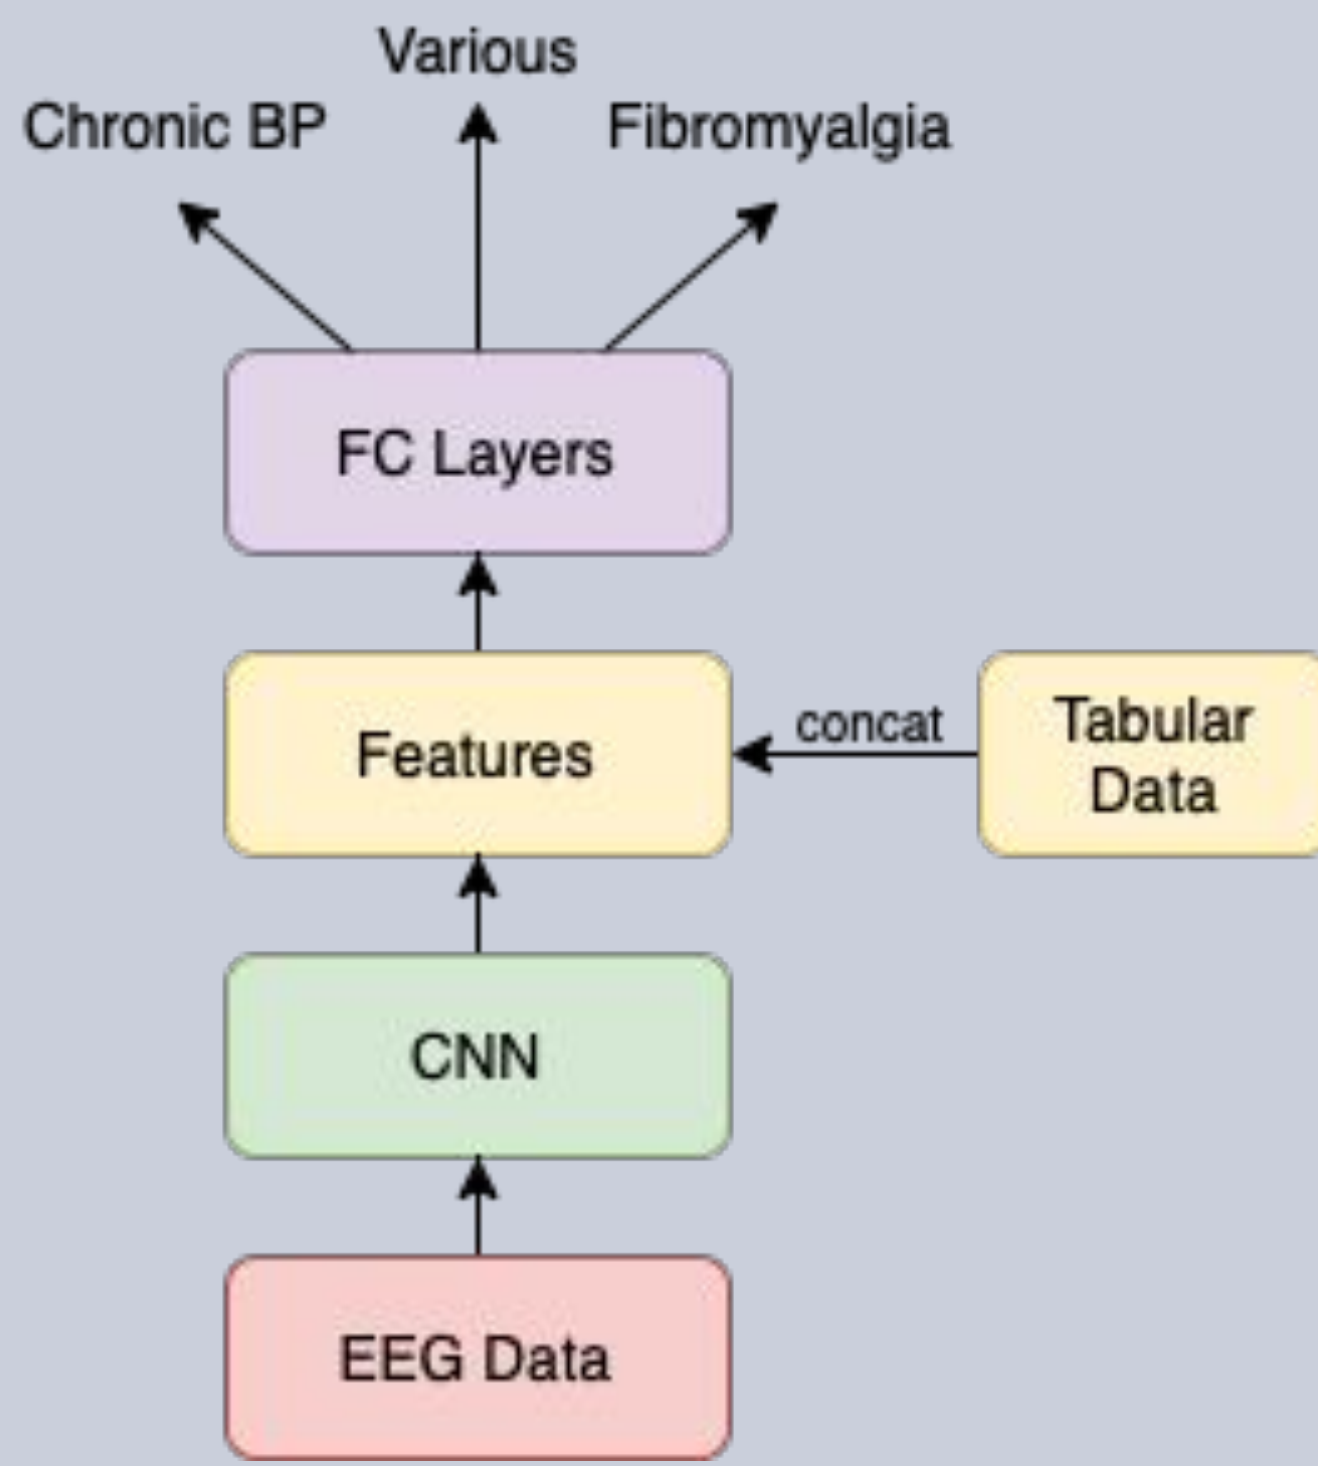 Various
Chronic BP
Fibromyalgia
FC Layers
Features
concat
Tabular
Data
CNN
EEG Data